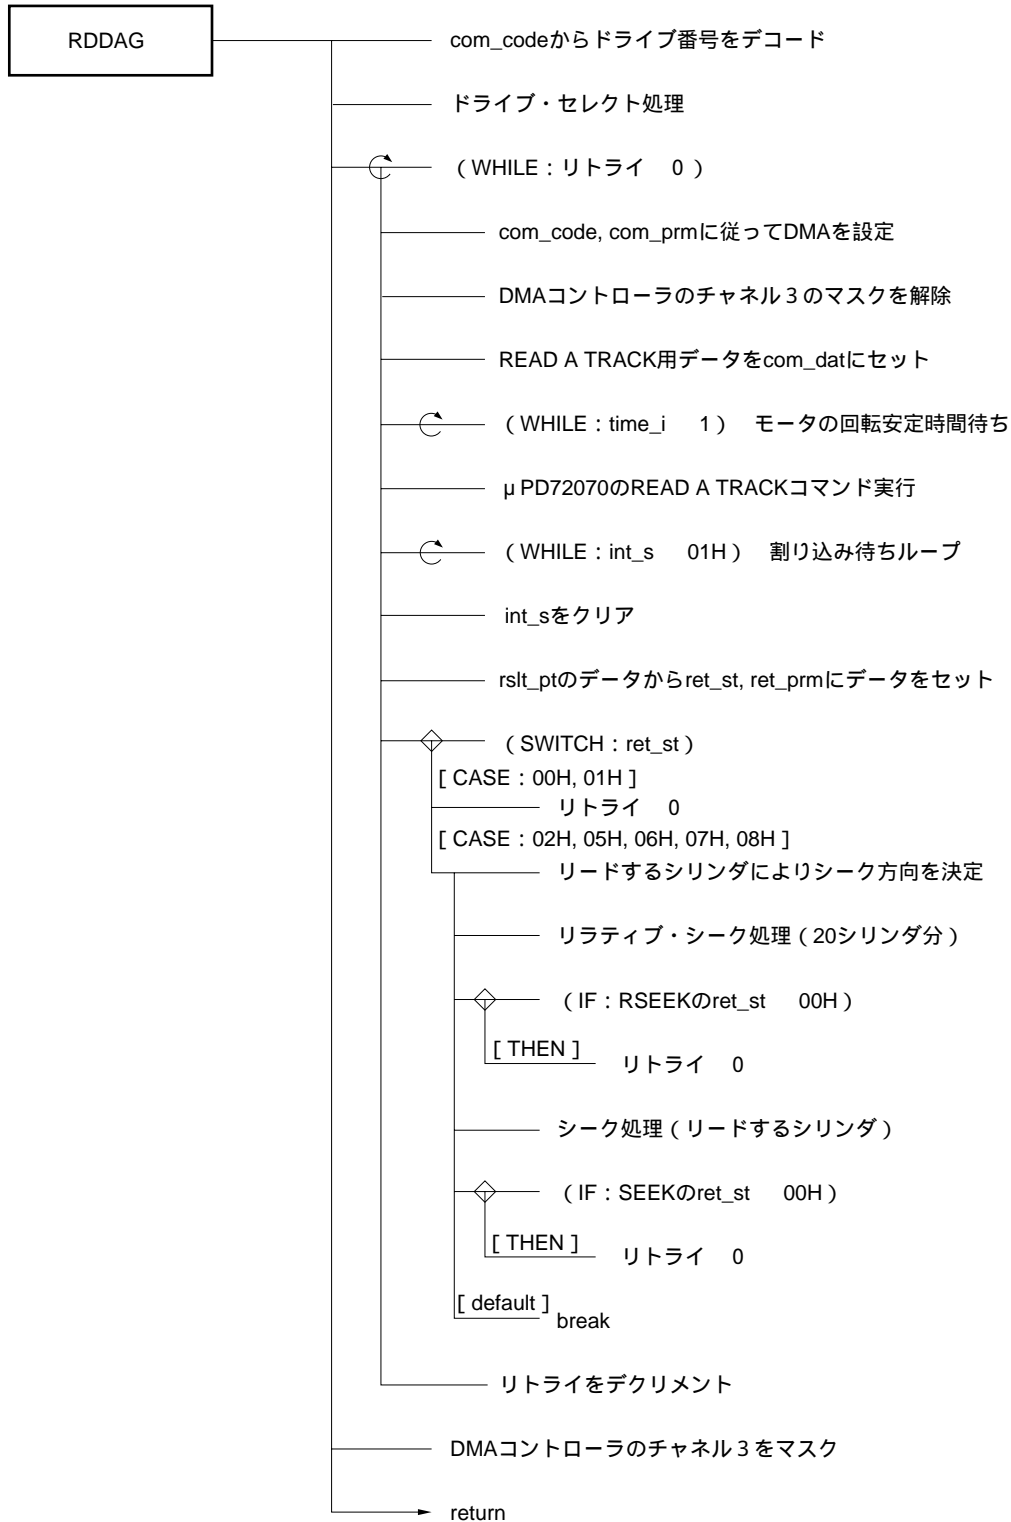 RDDAG
com_codeからドライブ番号をデコード
ドライブ・セレクト処理
(WHILE:リトライ 0)
com_code, com_prmに従ってDMAを設定
DMAコントローラのチャネル3のマスクを解除
READ A TRACK用データをcom_datにセット
(WHILE:time_i 1) モータの回転安定時間待ち
μPD72070のREAD A TRACKコマンド実行
(WHILE:int_s 01H) 割り込み待ちループ
int_sをクリア
rslt_ptのデータからret_st, ret_prmにデータをセット
(SWITCH:ret_st)
[CASE:00H, 01H]
リトライ 0
[CASE:02H, 05H, 06H, 07H, 08H]
リードするシリンダによりシーク方向を決定
リラティブ・シーク処理(20シリンダ分)
(IF:RSEEKのret_st 00H)
[THEN]
リトライ 0
シーク処理(リードするシリンダ)
(IF:SEEKのret_st 00H)
[THEN]
リトライ 0
[default]
break
リトライをデクリメント
DMAコントローラのチャネル3をマスク
return